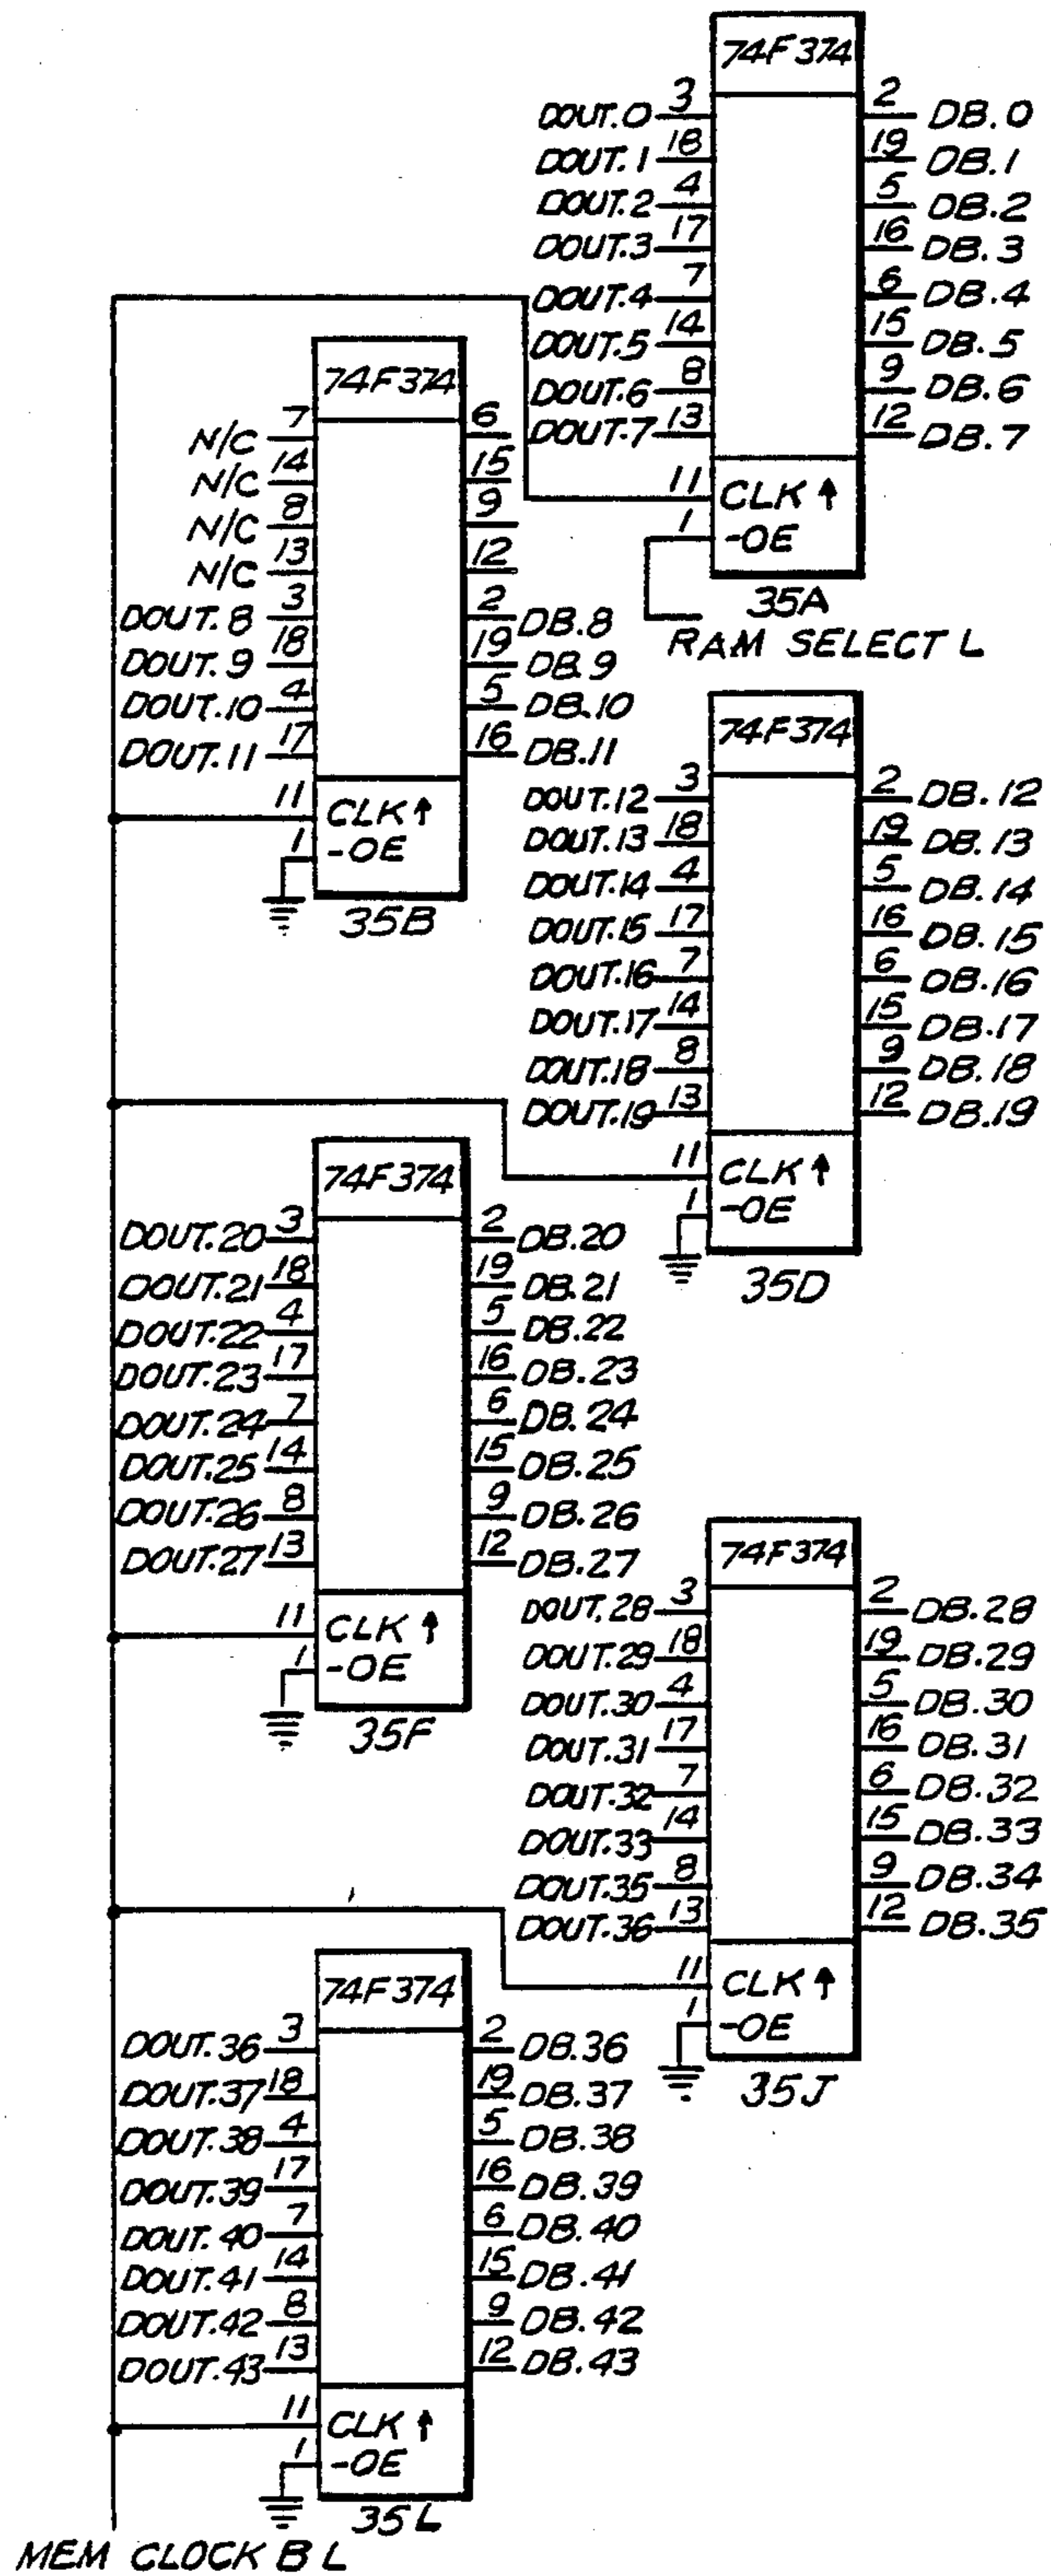 74F374
DOUT.0 3 2 DB.0
DOUT.1 18 19 DB.1
DOUT.2 4 5 DB.2
DOUT.3 17 16 DB.3
DOUT.4 7 6 DB.4
DOUT.5 14 15 DB.5
DOUT.6 8 9 DB.6
DOUT.7 13 12 DB.7
11 CLK ↑
1 -OE
35A
RAM SELECT L
74F374
N/C 7 6
N/C 14 15
N/C 8 9
N/C 13 12
DOUT.8 3 2 DB.8
DOUT.9 18 19 DB.9
DOUT.10 4 5 DB.10
DOUT.11 17 16 DB.11
11 CLK ↑
1 -OE
35B
74F374
DOUT.12 3 2 DB.12
DOUT.13 18 19 DB.13
DOUT.14 4 5 DB.14
DOUT.15 17 16 DB.15
DOUT.16 7 6 DB.16
DOUT.17 14 15 DB.17
DOUT.18 8 9 DB.18
DOUT.19 13 12 DB.19
11 CLK ↑
1 -OE
35D
74F374
DOUT.20 3 2 DB.20
DOUT.21 18 19 DB.21
DOUT.22 4 5 DB.22
DOUT.23 17 16 DB.23
DOUT.24 7 6 DB.24
DOUT.25 14 15 DB.25
DOUT.26 8 9 DB.26
DOUT.27 13 12 DB.27
11 CLK ↑
1 -OE
35F
74F374
DOUT.28 3 2 DB.28
DOUT.29 18 19 DB.29
DOUT.30 4 5 DB.30
DOUT.31 17 16 DB.31
DOUT.32 7 6 DB.32
DOUT.33 14 15 DB.33
DOUT.35 8 9 DB.34
DOUT.36 13 12 DB.35
11 CLK ↑
1 -OE
35J
74F374
DOUT.36 3 2 DB.36
DOUT.37 18 19 DB.37
DOUT.38 4 5 DB.38
DOUT.39 17 16 DB.39
DOUT.40 7 6 DB.40
DOUT.41 14 15 DB.41
DOUT.42 8 9 DB.42
DOUT.43 13 12 DB.43
11 CLK ↑
1 -OE
35L
MEM CLOCK B L